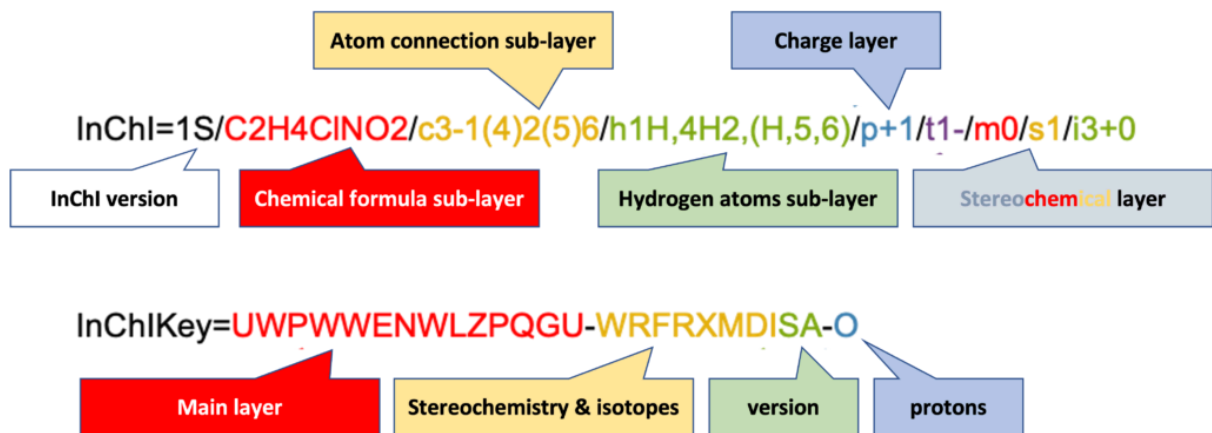 Atom connection sub-layer
Charge layer
InChI=1S/C2H4ClNO2/c3-1(4)2(5)6/h1H,4H2,(H,5,6)/p+1/t1-/m0/s1/i3+0
InChI version
Chemical formula sub-layer
Hydrogen atoms sub-layer
Stereochemical layer
InChIKey=UWPWWENWLZPQGU-WRFRXMDISA-O
Main layer
Stereochemistry & isotopes
version
protons